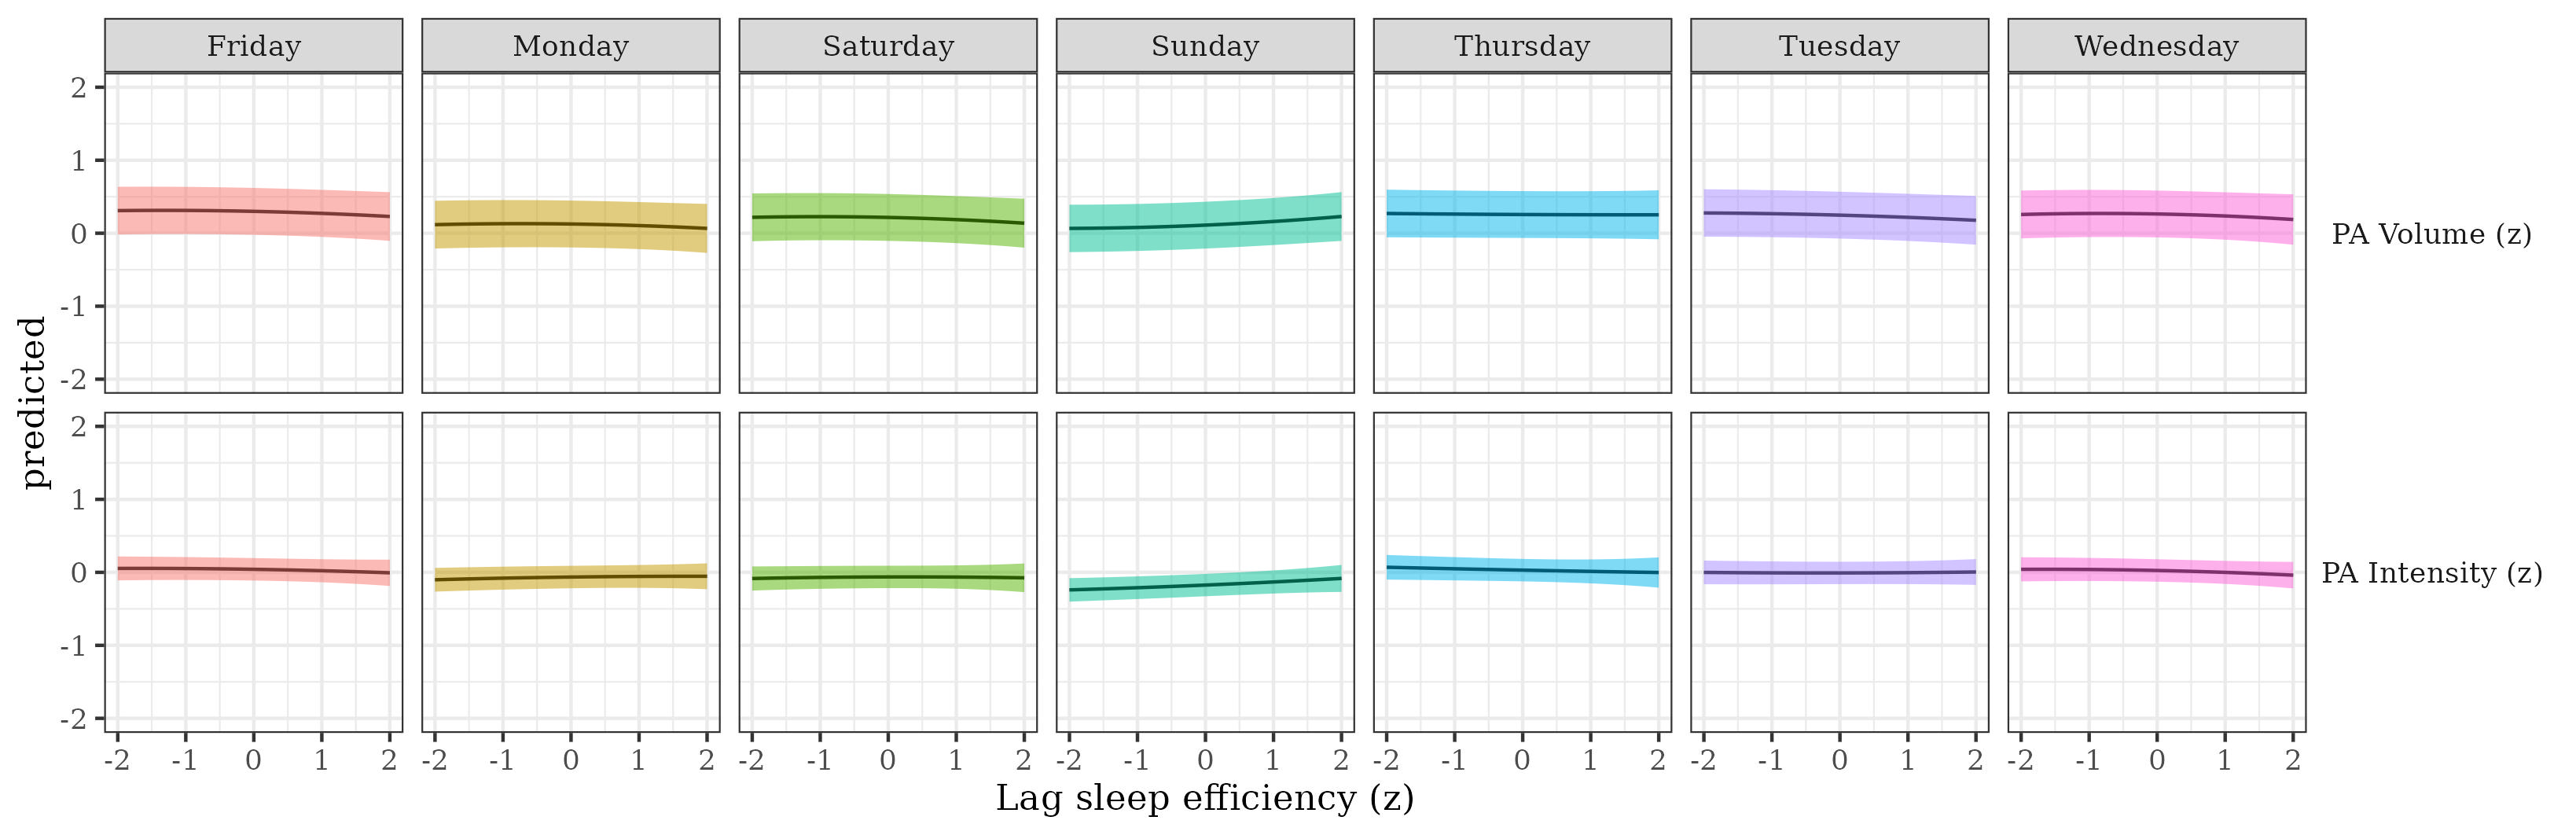 Friday Monday Saturday Sunday Thursday Tuesday Wednesday
2
1
0
-1
-2
PA Volume (z)
predicted
2
1
0
-1
-2
PA Intensity (z)
-2 -1 0 1 2 -2 -1 0 1 2 -2 -1 0 1 2 -2 -1 0 1 2 -2 -1 0 1 2 -2 -1 0 1 2 -2 -1 0 1 2
Lag sleep efficiency (z)